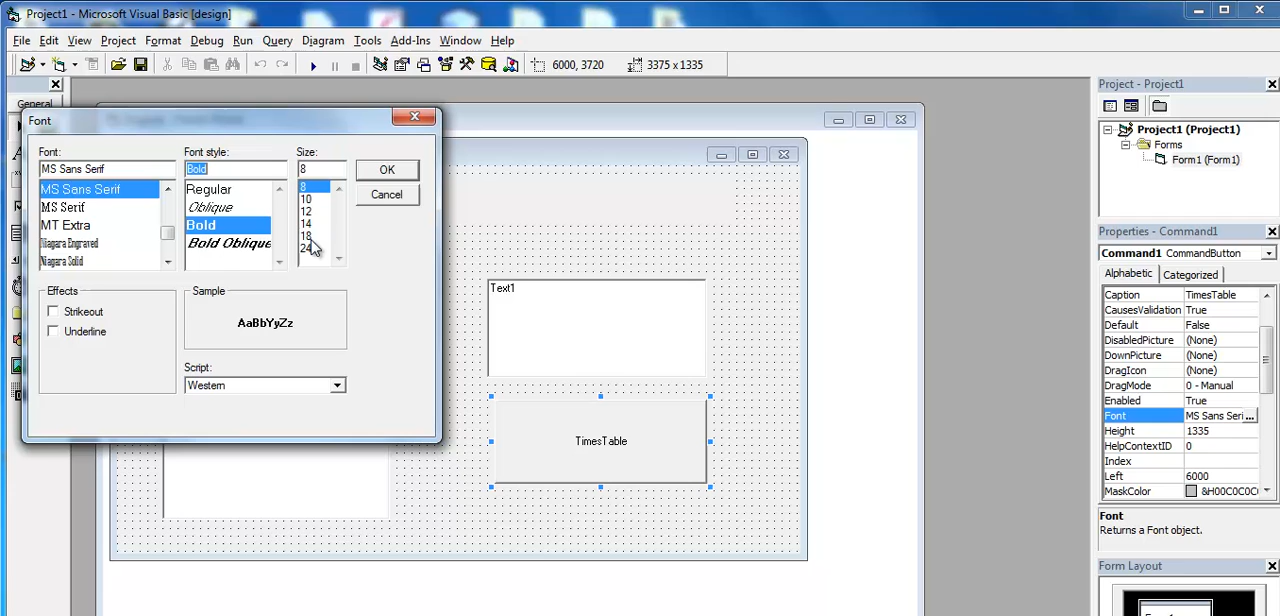 Project1 - Microsoft Visual Basic [design]
File Edit View Project Format Debug Run Query Diagram Tools Add-Ins Window Help
6000, 3720 3375 x 1335
General
Font
Font: Font style: Size:
MS Sans Serif Bold 8
OK
MS Sans Serif Regular 8
MS Serif Oblique 10
MT Extra Bold 12
Niagara Engraved Bold Oblique 14
Niagara Solid 18
24
Cancel
Effects
Strikeout
Underline
Sample
AaBbYyZz
Script:
Western
Text1
TimesTable
Project - Project1
Project1 (Project1)
Forms
Form1 (Form1)
Properties - Command1
Command1 CommandButton
Alphabetic Categorized
Caption TimesTable
CausesValidation True
Default False
DisabledPicture (None)
DownPicture (None)
DragIcon (None)
DragMode 0 - Manual
Enabled True
Font MS Sans Seri ...
Height 1335
HelpContextID 0
Index
Left 6000
MaskColor &H00C0C0C
Font
Returns a Font object.
Form Layout